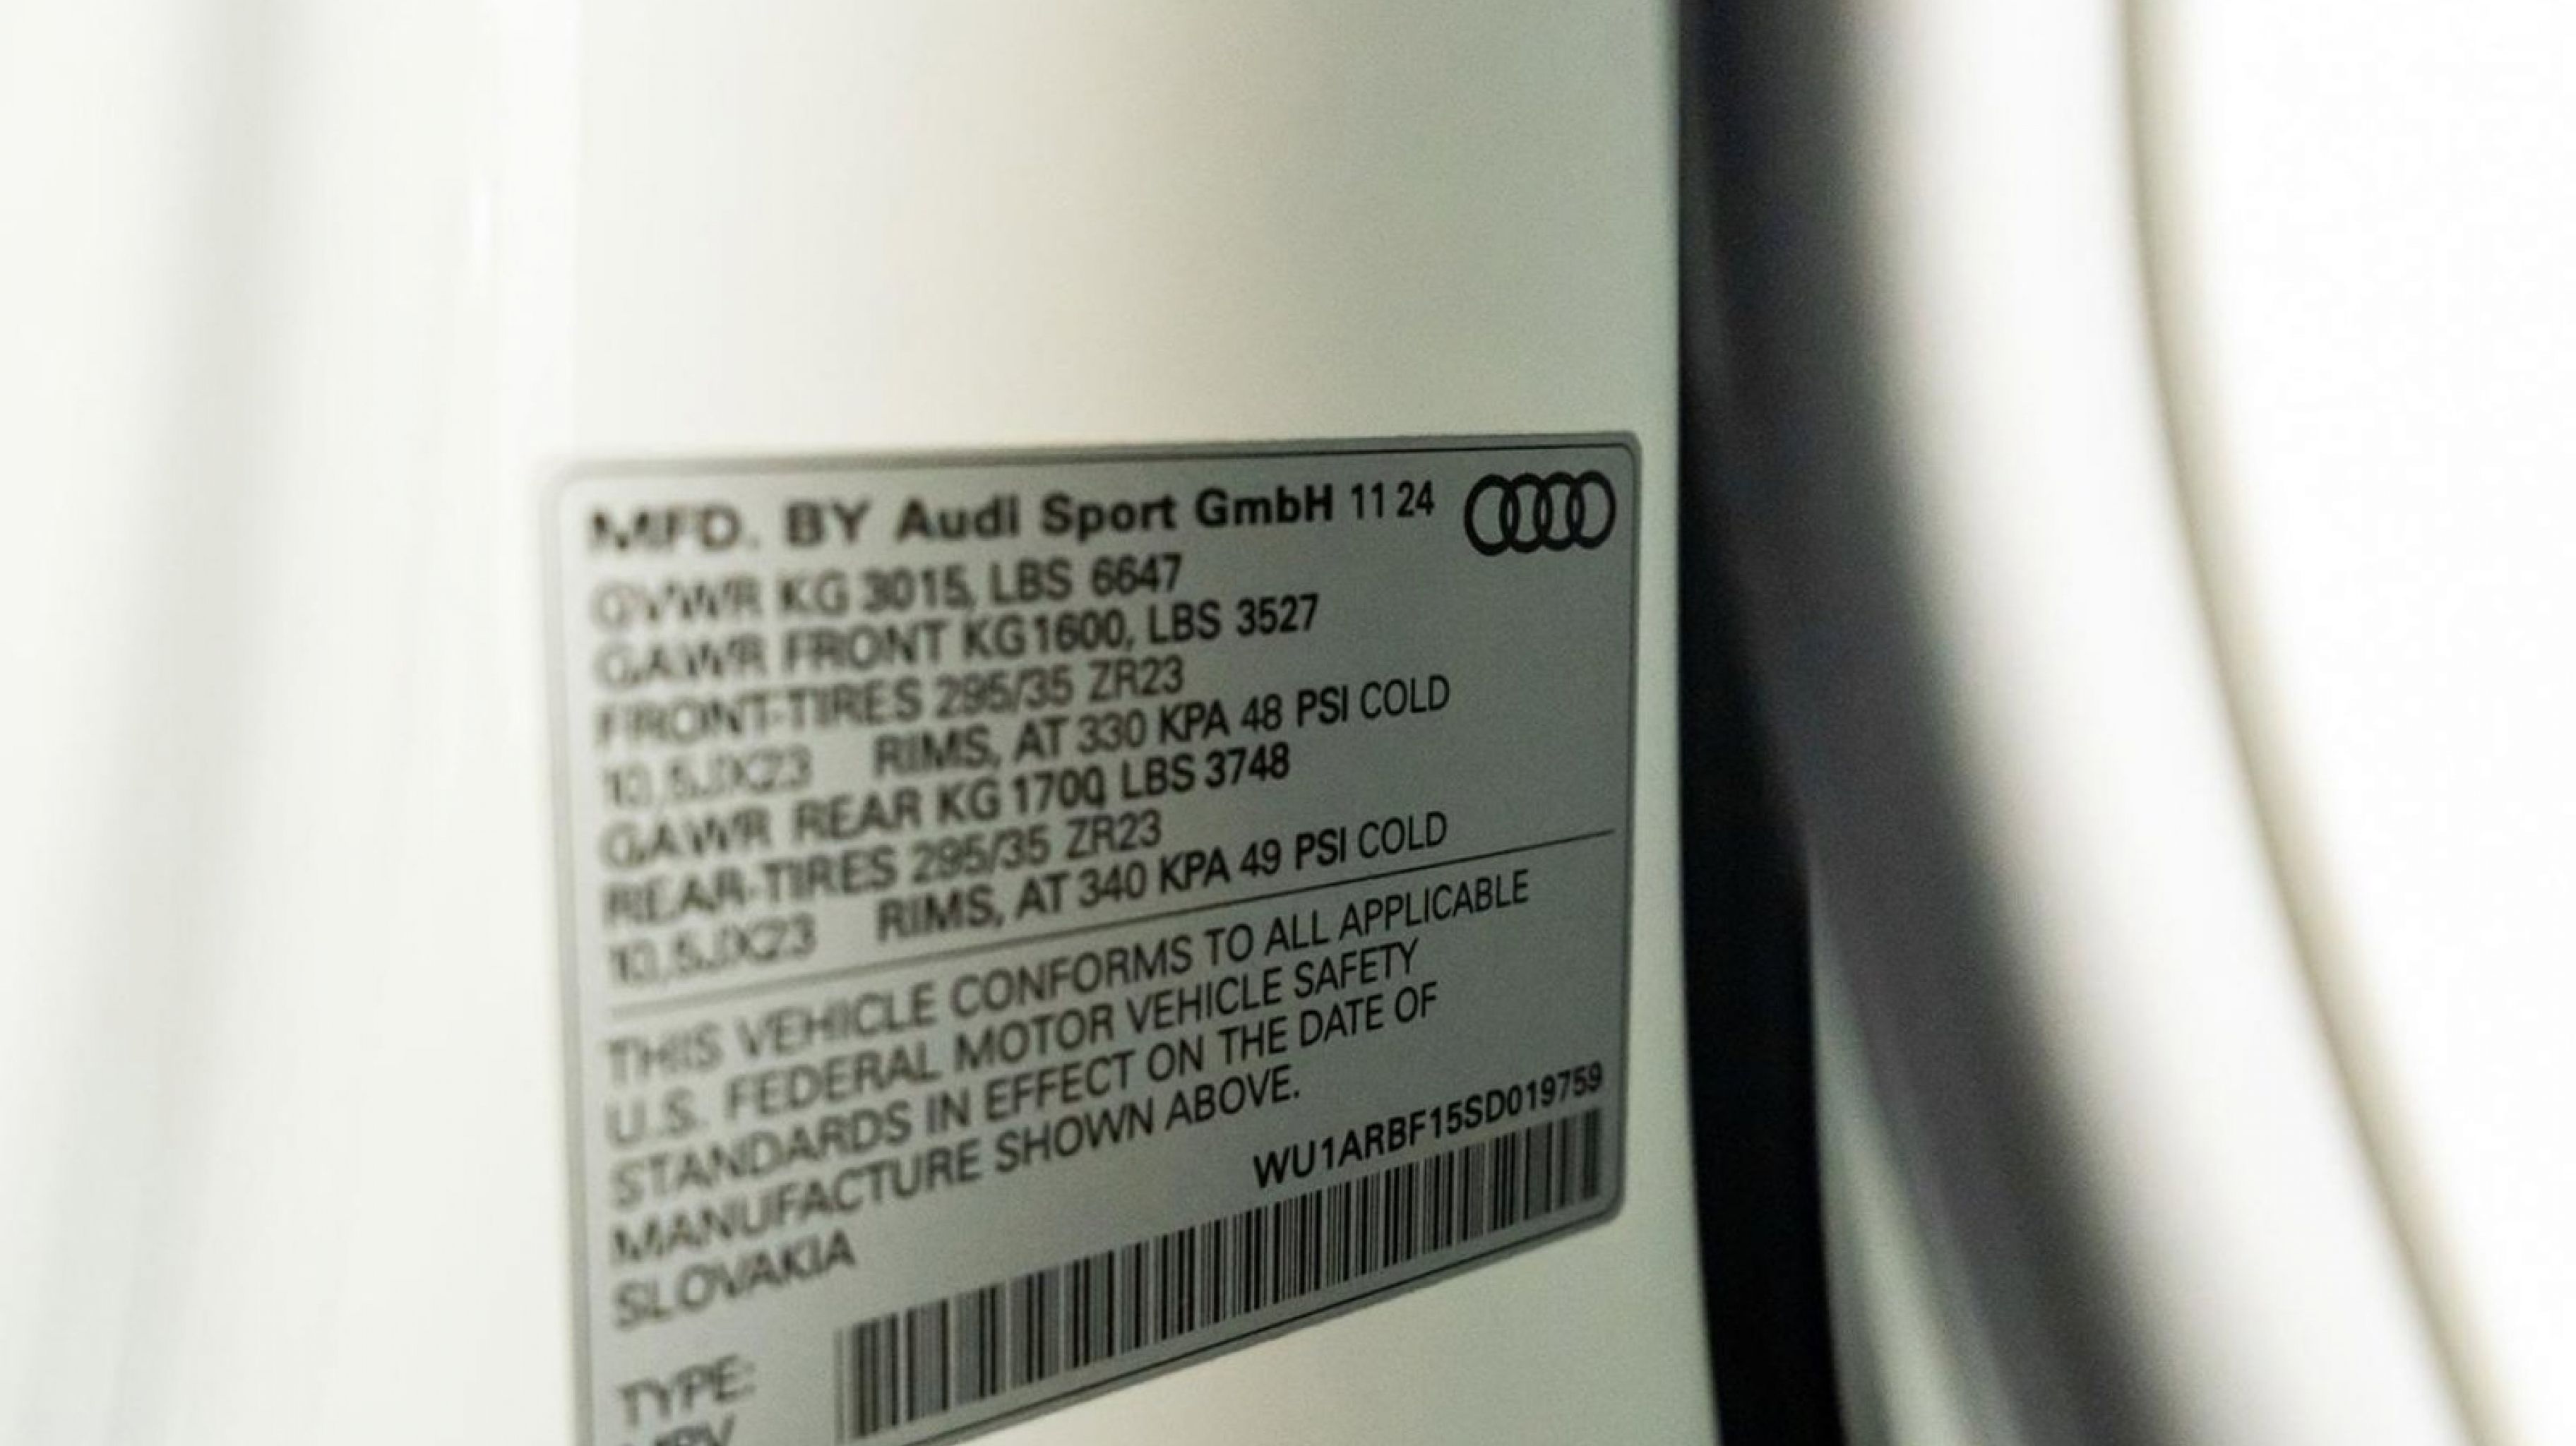 MFD. BY Audi Sport GmbH 11 24
GVWR KG 3015, LBS 6647
GAWR FRONT KG 1600, LBS 3527
FRONT-TIRES 295/35 ZR23
10,5JX23 RIMS, AT 330 KPA 48 PSI COLD
GAWR REAR KG 1700, LBS 3748
REAR-TIRES 295/35 ZR23
10,5JX23 RIMS, AT 340 KPA 49 PSI COLD
THIS VEHICLE CONFORMS TO ALL APPLICABLE
U.S. FEDERAL MOTOR VEHICLE SAFETY
STANDARDS IN EFFECT ON THE DATE OF
MANUFACTURE SHOWN ABOVE.
WU1ARBF15SD019759
SLOVAKIA
TYPE: